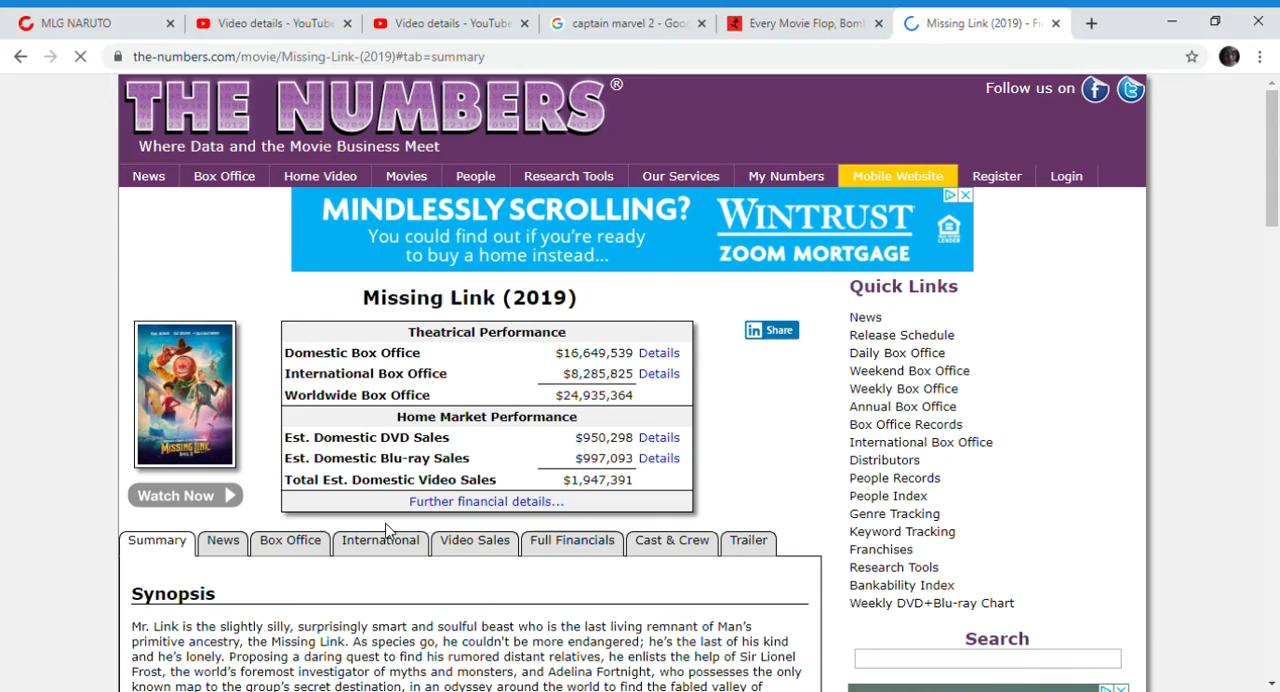 MLG NARUTO
Video details - YouTube
Video details - YouTube
captain marvel 2 - Goo
Every Movie Flop, Bom
Missing Link (2019) - Fi
the-numbers.com/movie/Missing-Link-(2019)#tab=summary
THE NUMBERS®
Where Data and the Movie Business Meet
Follow us on
News Box Office Home Video Movies People Research Tools Our Services My Numbers Mobile Website Register Login
MINDLESSLY SCROLLING?
You could find out if you're ready
to buy a home instead...
WINTRUST
ZOOM MORTGAGE
Missing Link (2019)
MISSING LINK
Watch Now
Theatrical Performance
Domestic Box Office $16,649,539 Details
International Box Office $8,285,825 Details
Worldwide Box Office $24,935,364
Home Market Performance
Est. Domestic DVD Sales $950,298 Details
Est. Domestic Blu-ray Sales $997,093 Details
Total Est. Domestic Video Sales $1,947,391
Further financial details...
in Share
Summary News Box Office International Video Sales Full Financials Cast & Crew Trailer
Synopsis
Mr. Link is the slightly silly, surprisingly smart and soulful beast who is the last living remnant of Man's
primitive ancestry, the Missing Link. As species go, he couldn't be more endangered; he's the last of his kind
and he's lonely. Proposing a daring quest to find his rumored distant relatives, he enlists the help of Sir Lionel
Frost, the world's foremost investigator of myths and monsters, and Adelina Fortnight, who possesses the only
known map to the group's secret destination, in an odyssey around the world to find the fabled valley of
Quick Links
News
Release Schedule
Daily Box Office
Weekend Box Office
Weekly Box Office
Annual Box Office
Box Office Records
International Box Office
Distributors
People Records
People Index
Genre Tracking
Keyword Tracking
Franchises
Research Tools
Bankability Index
Weekly DVD+Blu-ray Chart
Search